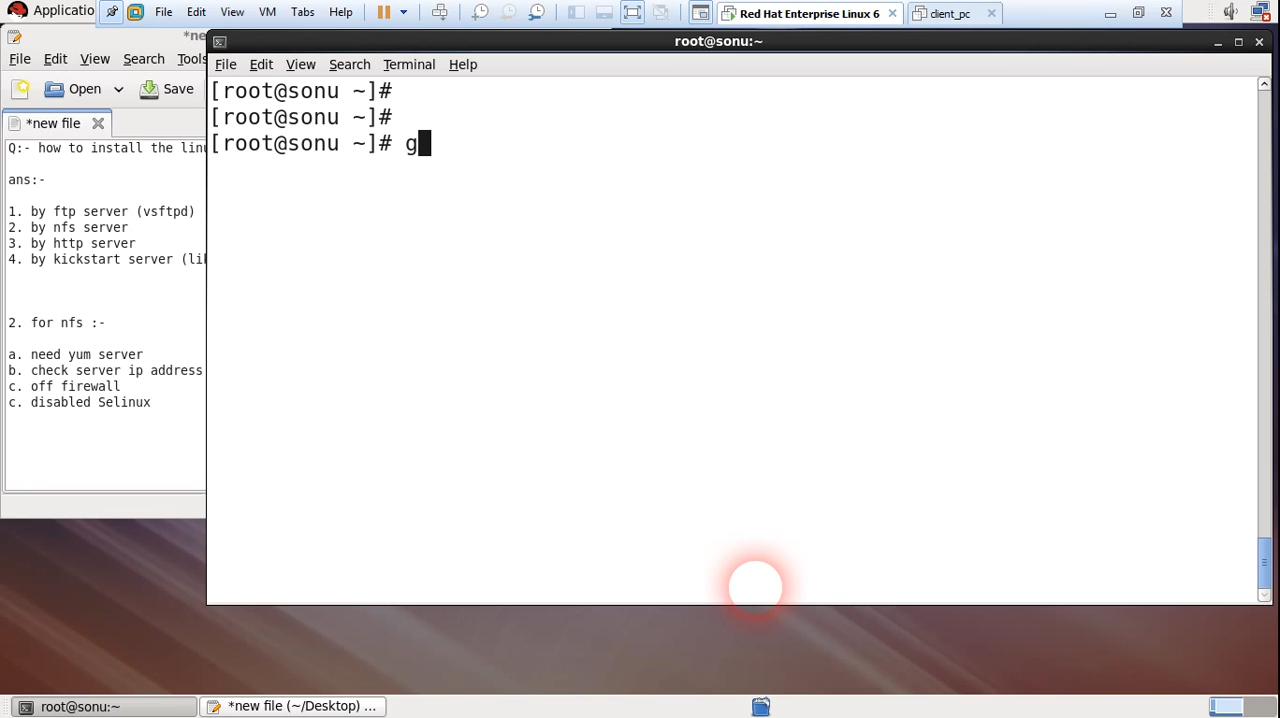 Applicatio File Edit View VM Tabs Help Red Hat Enterprise Linux 6 client_pc
*ne root@sonu:~
File Edit View Search Tools
File Edit View Search Terminal Help
Open Save
*new file
[root@sonu ~]#
[root@sonu ~]#
[root@sonu ~]# g
Q:- how to install the linu
ans:-
1. by ftp server (vsftpd)
2. by nfs server
3. by http server
4. by kickstart server (lik
2. for nfs :-
a. need yum server
b. check server ip address
c. off firewall
c. disabled Selinux
root@sonu:~ *new file (~/Desktop) ...